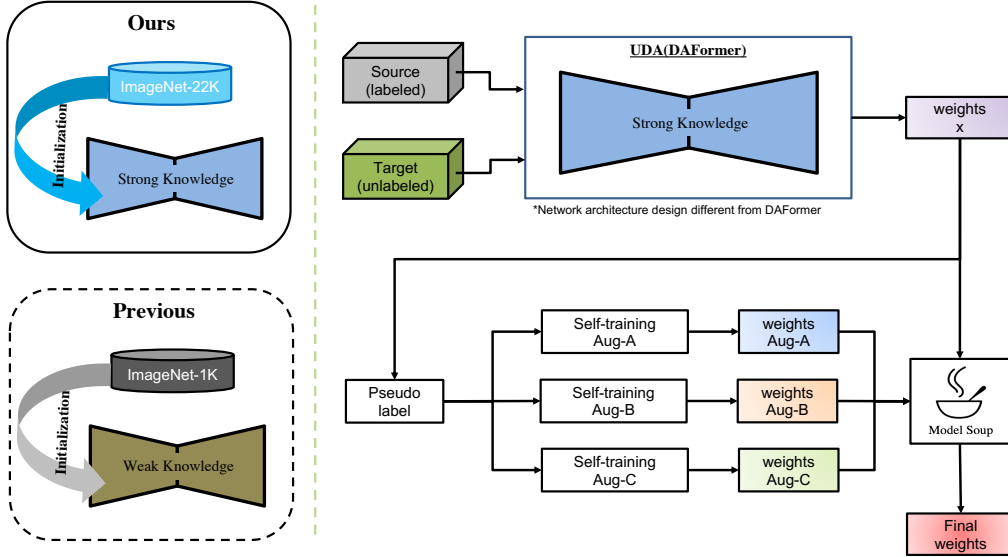 Ours
ImageNet-22K
Initialization
Strong Knowledge
Previous
ImageNet-1K
Initialization
Weak Knowledge
Source
(labeled)
Target
(unlabeled)
UDA(DAFormer)
Strong Knowledge
*Network architecture design different from DAFormer
weights
x
Pseudo
label
Self-training
Aug-A
weights
Aug-A
Self-training
Aug-B
weights
Aug-B
Self-training
Aug-C
weights
Aug-C
Model Soup
Final
weights